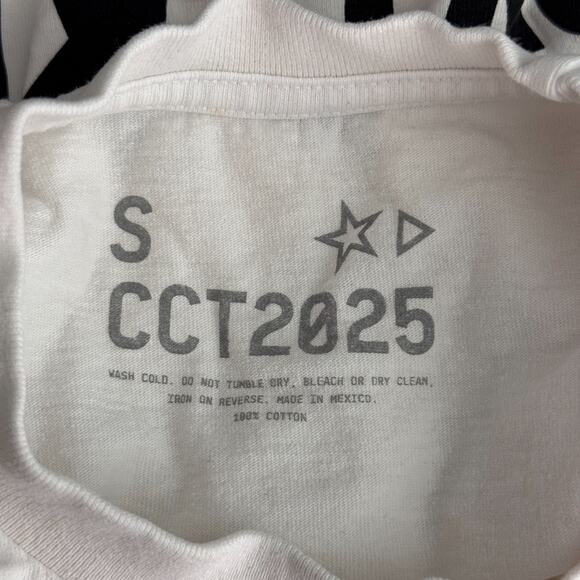 S
CCT2025
WASH COLD. DO NOT TUMBLE DRY, BLEACH OR DRY CLEAN.
IRON ON REVERSE. MADE IN MEXICO.
100% COTTON